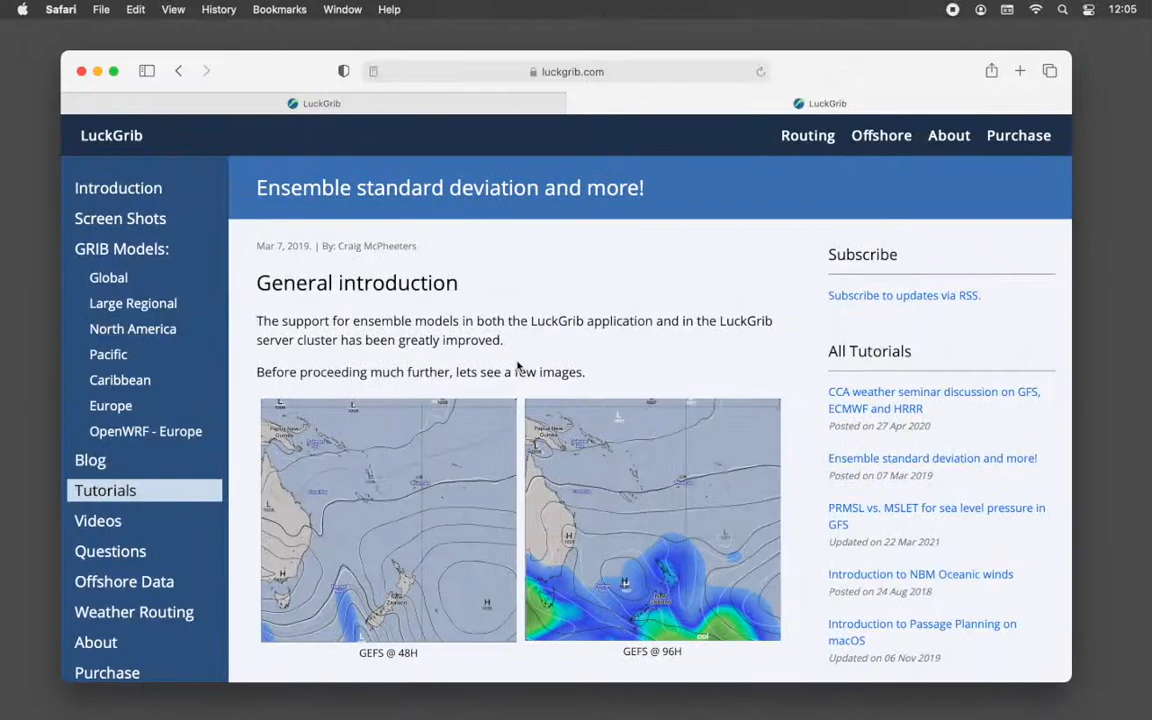 Safari File Edit View History Bookmarks Window Help 12:05
luckgrib.com
LuckGrib LuckGrib
LuckGrib Routing Offshore About Purchase
Introduction
Screen Shots
GRIB Models:
Global
Large Regional
North America
Pacific
Caribbean
Europe
OpenWRF - Europe
Blog
Tutorials
Videos
Questions
Offshore Data
Weather Routing
About
Purchase
Ensemble standard deviation and more!
Mar 7, 2019. | By: Craig McPheeters
General introduction
The support for ensemble models in both the LuckGrib application and in the LuckGrib
server cluster has been greatly improved.
Before proceeding much further, lets see a few images.
GEFS @ 48H
GEFS @ 96H
Subscribe
Subscribe to updates via RSS.
All Tutorials
CCA weather seminar discussion on GFS,
ECMWF and HRRR
Posted on 27 Apr 2020
Ensemble standard deviation and more!
Posted on 07 Mar 2019
PRMSL vs. MSLET for sea level pressure in
GFS
Updated on 22 Mar 2021
Introduction to NBM Oceanic winds
Posted on 24 Aug 2018
Introduction to Passage Planning on
macOS
Updated on 06 Nov 2019